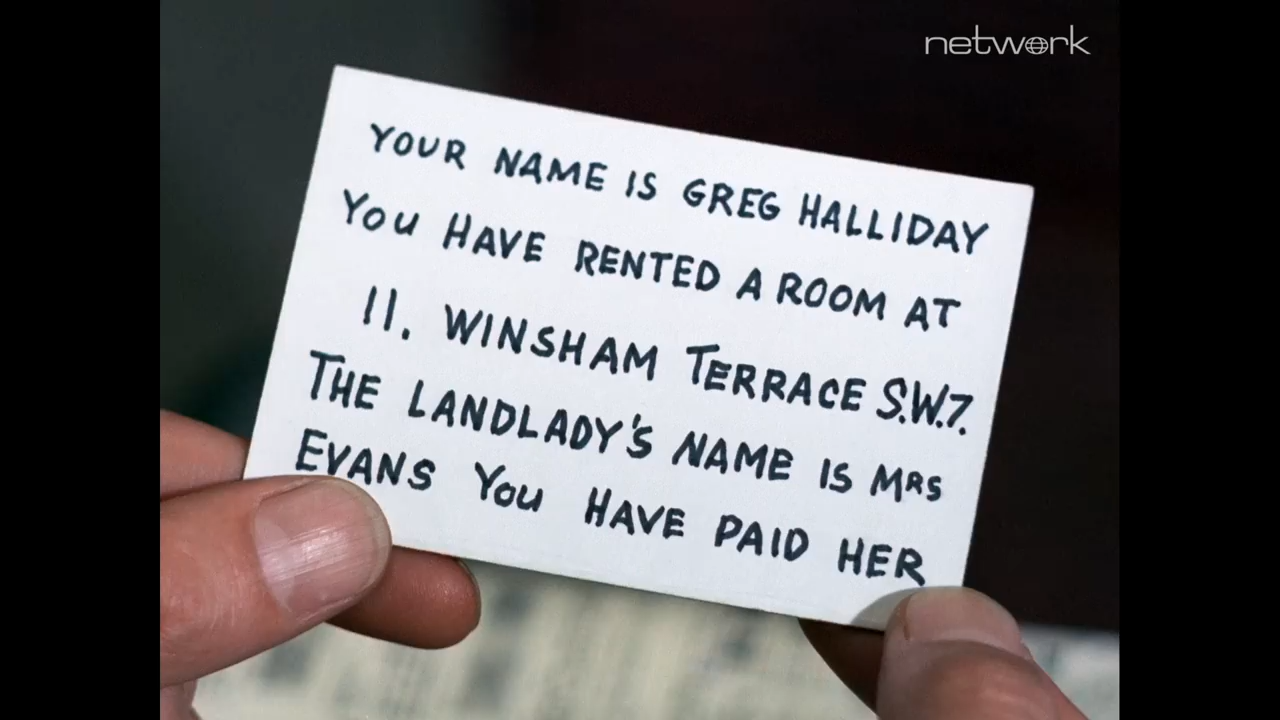 network
YOUR NAME IS GREG HALLIDAY
YOU HAVE RENTED A ROOM AT
11. WINSHAM TERRACE S.W.7.
THE LANDLADY'S NAME IS MRS
EVANS YOU HAVE PAID HER